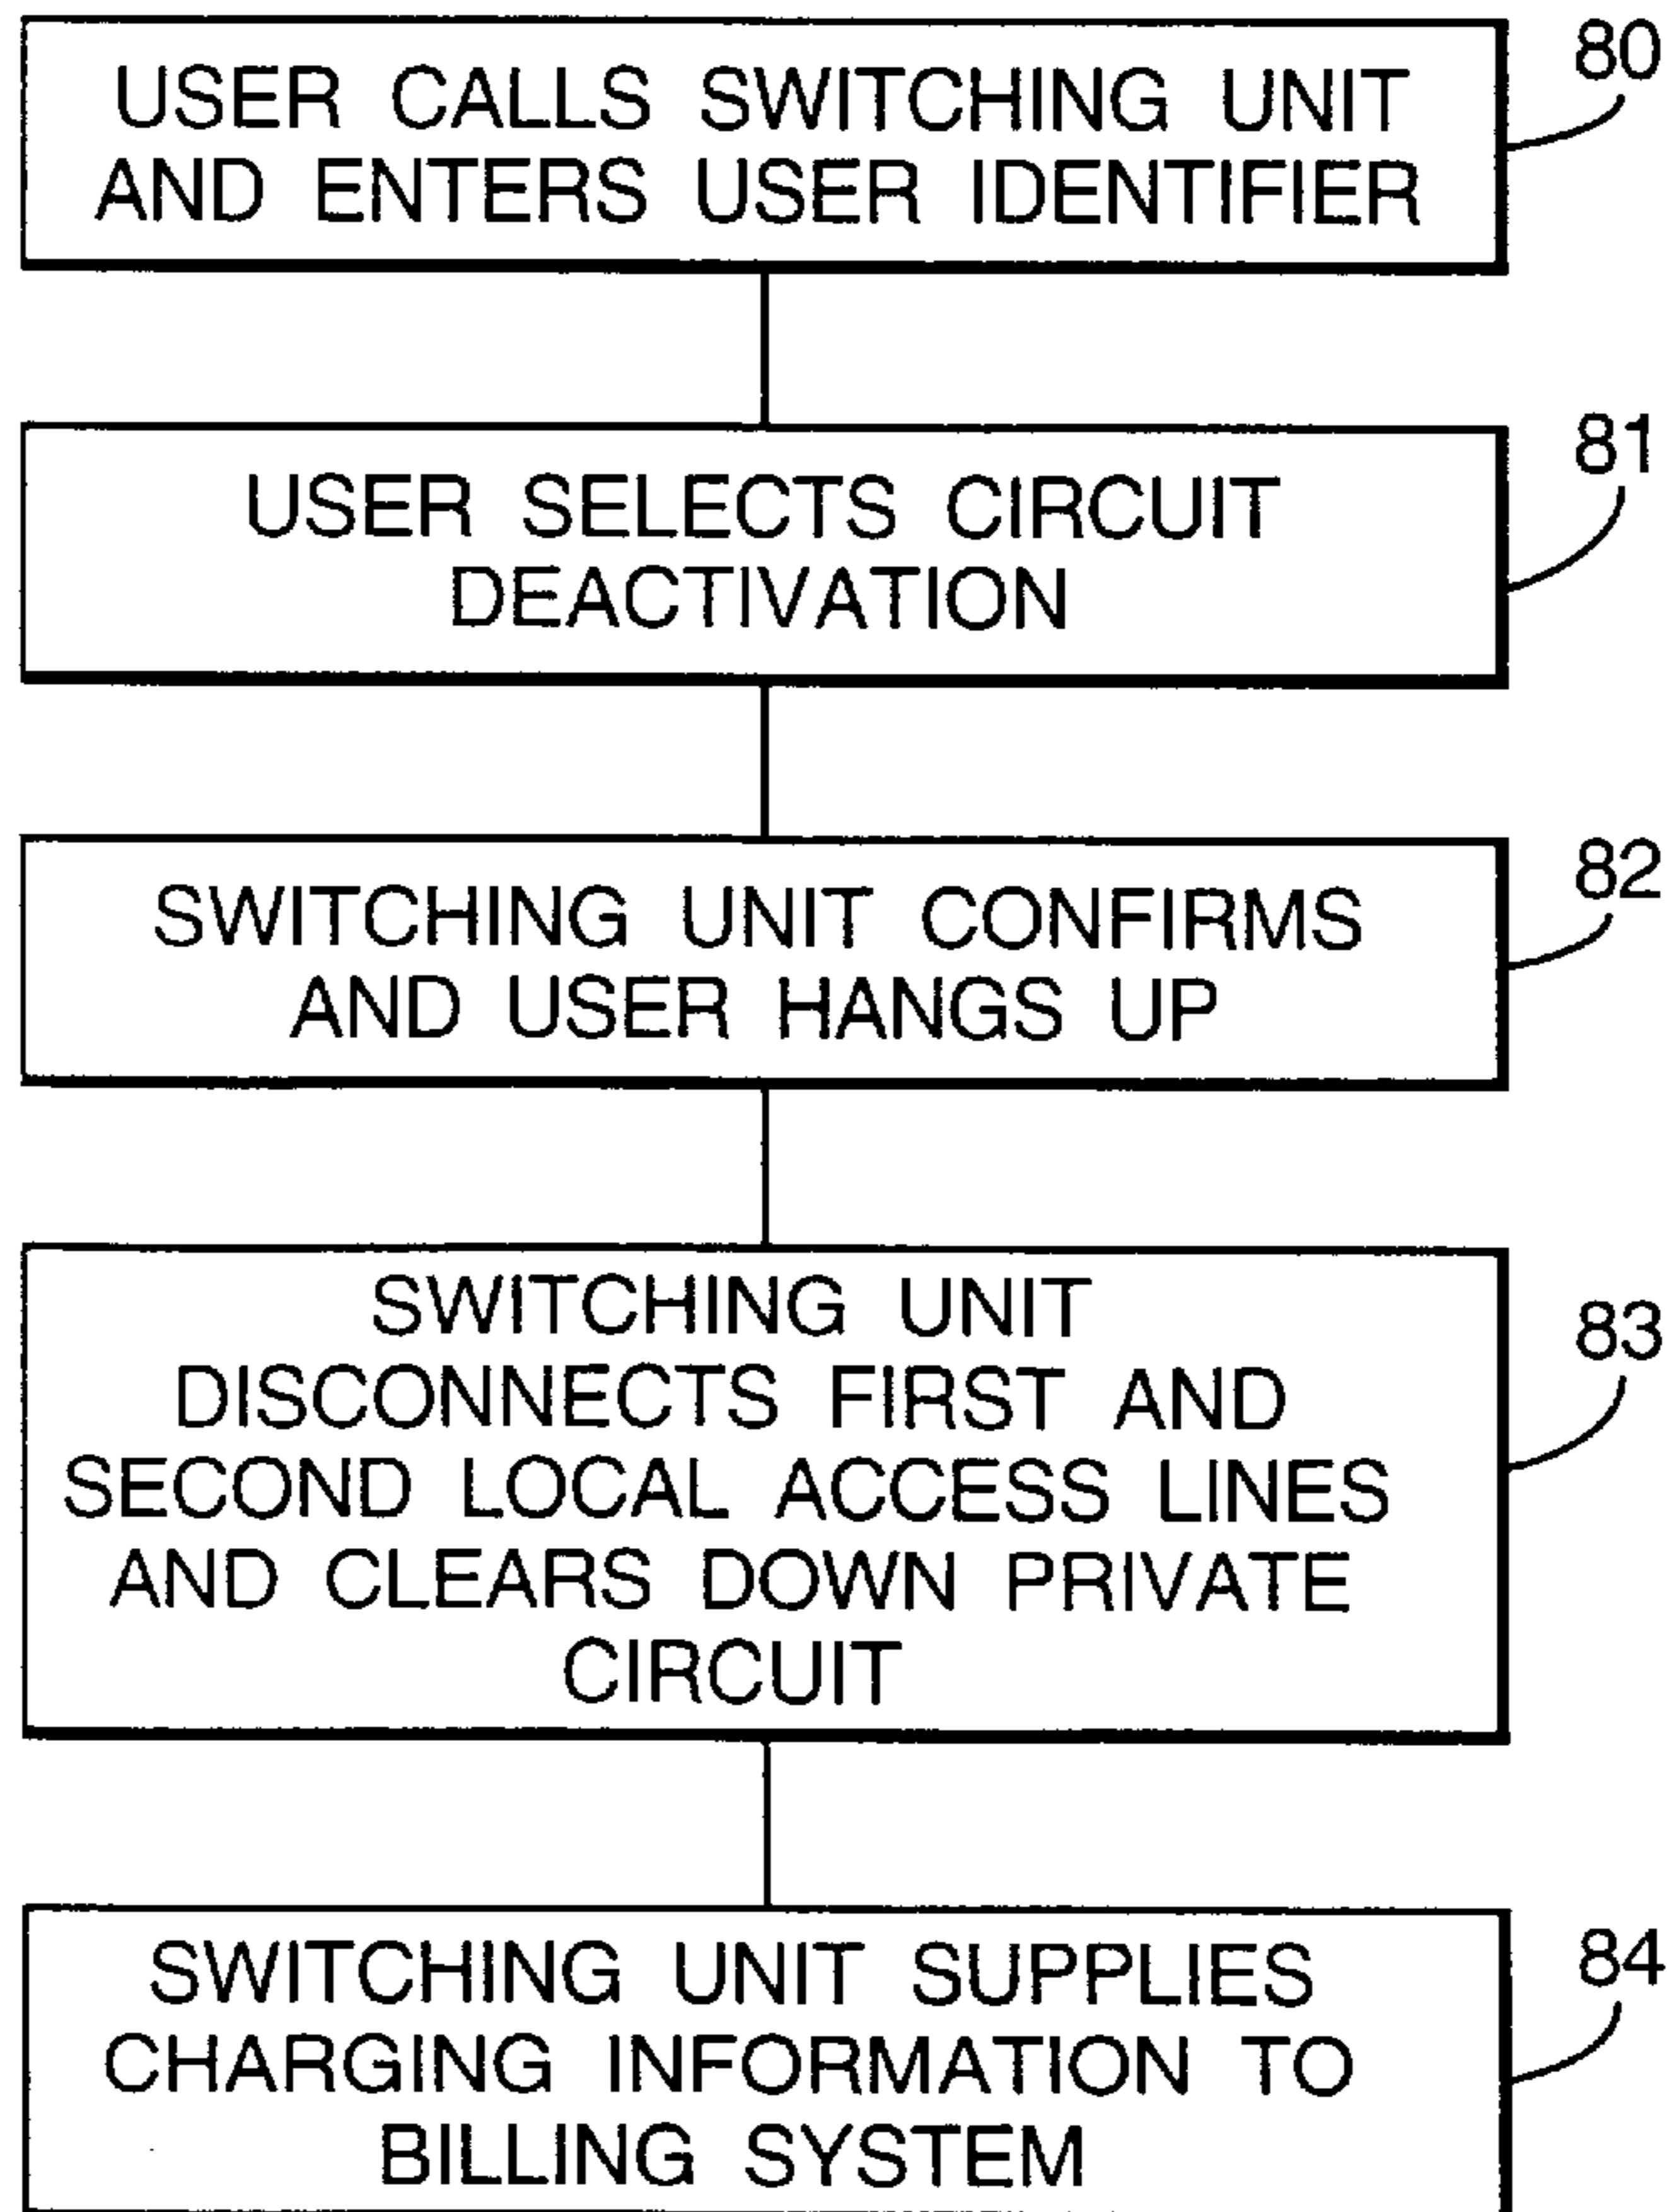 USER CALLS SWITCHING UNIT
AND ENTERS USER IDENTIFIER
80
USER SELECTS CIRCUIT
DEACTIVATION
81
SWITCHING UNIT CONFIRMS
AND USER HANGS UP
82
SWITCHING UNIT
DISCONNECTS FIRST AND
SECOND LOCAL ACCESS LINES
AND CLEARS DOWN PRIVATE
CIRCUIT
83
SWITCHING UNIT SUPPLIES
CHARGING INFORMATION TO
BILLING SYSTEM
84